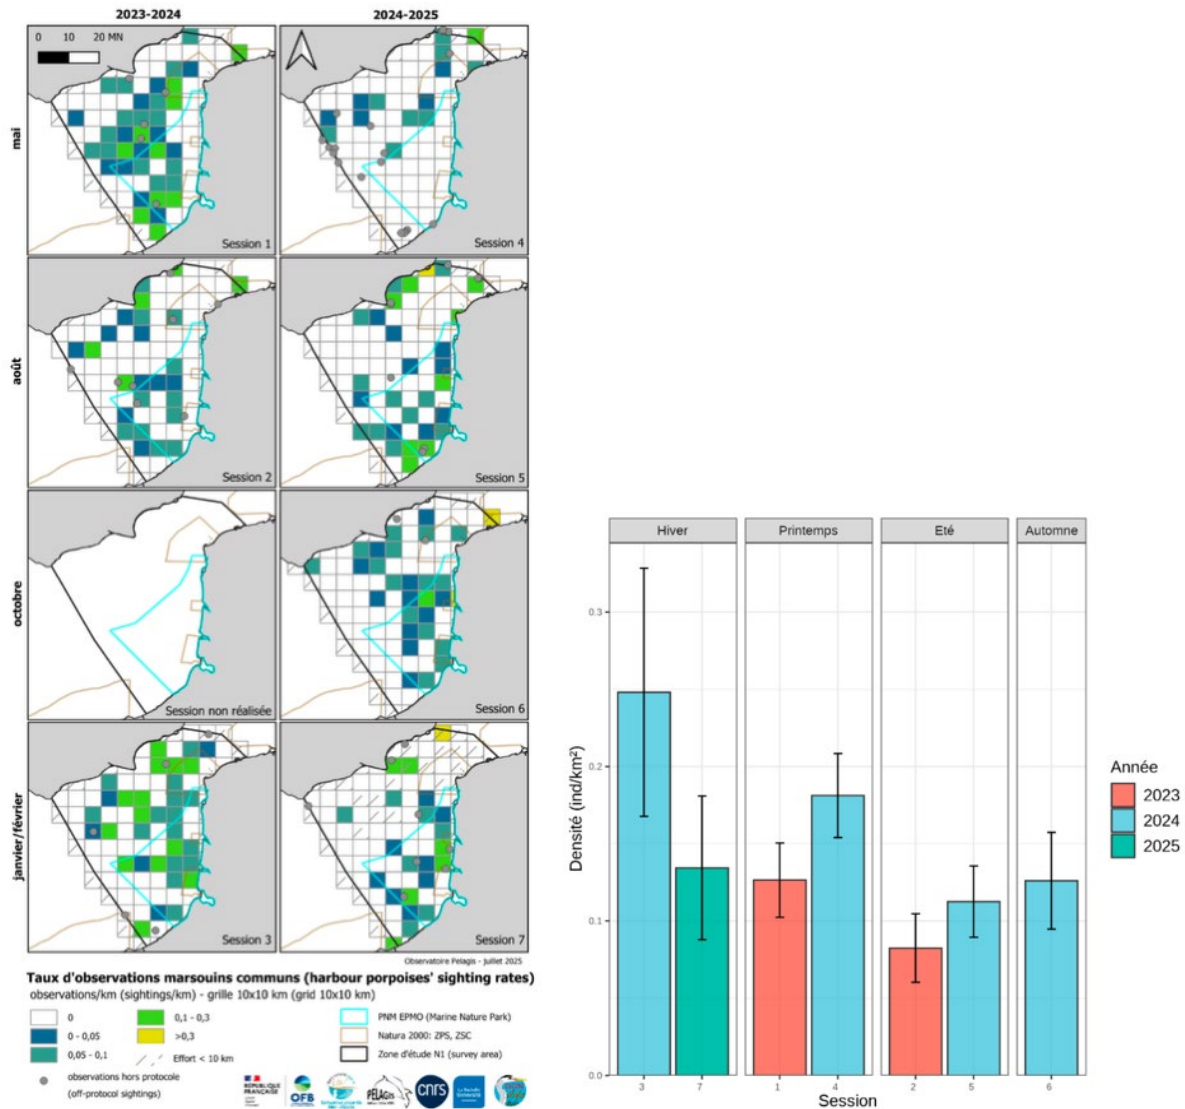 2023-2024
2024-2025
0 10 20 MN
mai
Session 1
Session 4
août
Session 2
Session 5
octobre
Session non réalisée
Session 6
janvier/février
Session 3
Session 7
Observatoire Pelagis - juillet 2025
Taux d'observations marsouins communs (harbour porpoises' sighting rates)
observations/km (sightings/km) - grille 10x10 km (grid 10x10 km)
0
0 - 0,05
0,05 - 0,1
0,1 - 0,3
>0,3
Effort < 10 km
PNM EPMO (Marine Nature Park)
Natura 2000: ZPS, ZSC
Zone d'étude N1 (survey area)
observations hors protocole
(off-protocol sightings)
RÉPUBLIQUE
FRANÇAISE
OFB
PELAGIS
cnrs
La Rochelle
Université
Hiver
Printemps
Eté
Automne
Densité (ind/km²)
0.3
0.2
0.1
0.0
3
7
1
4
2
5
6
Session
Année
2023
2024
2025